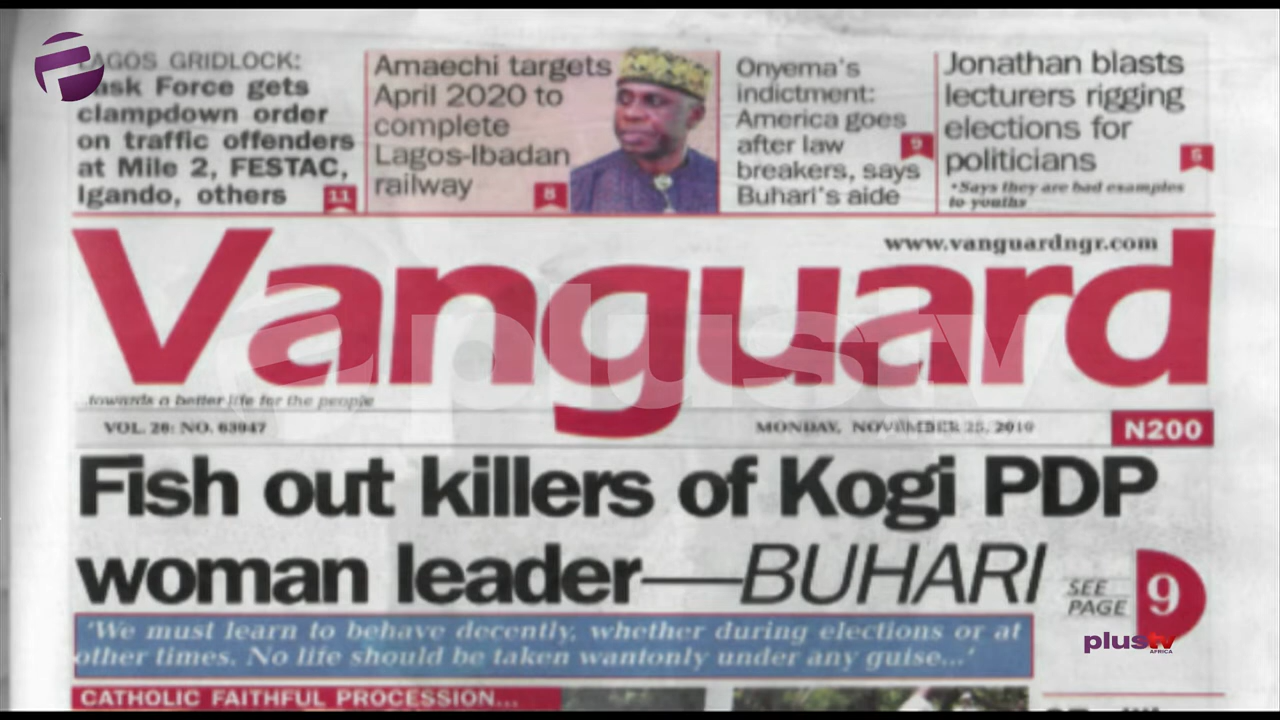 LAGOS GRIDLOCK:
Task Force gets
clampdown order
on traffic offenders
at Mile 2, FESTAC,
Igando, others
11
Amaechi targets
April 2020 to
complete
Lagos-Ibadan
railway
8
Onyema's
indictment:
America goes
after law
breakers, says
Buhari's aide
9
Jonathan blasts
lecturers rigging
elections for
politicians
5
*Says they are bad examples
to youths
www.vanguardngr.com
Vanguard
plustv
...towards a better life for the people
VOL. 26: NO. 63947
MONDAY, NOVEMBER 25, 2019
N200
Fish out killers of Kogi PDP
woman leader—BUHARI
SEE
PAGE
9
'We must learn to behave decently, whether during elections or at
other times. No life should be taken wantonly under any guise...'
plustv
AFRICA
CATHOLIC FAITHFUL PROCESSION...